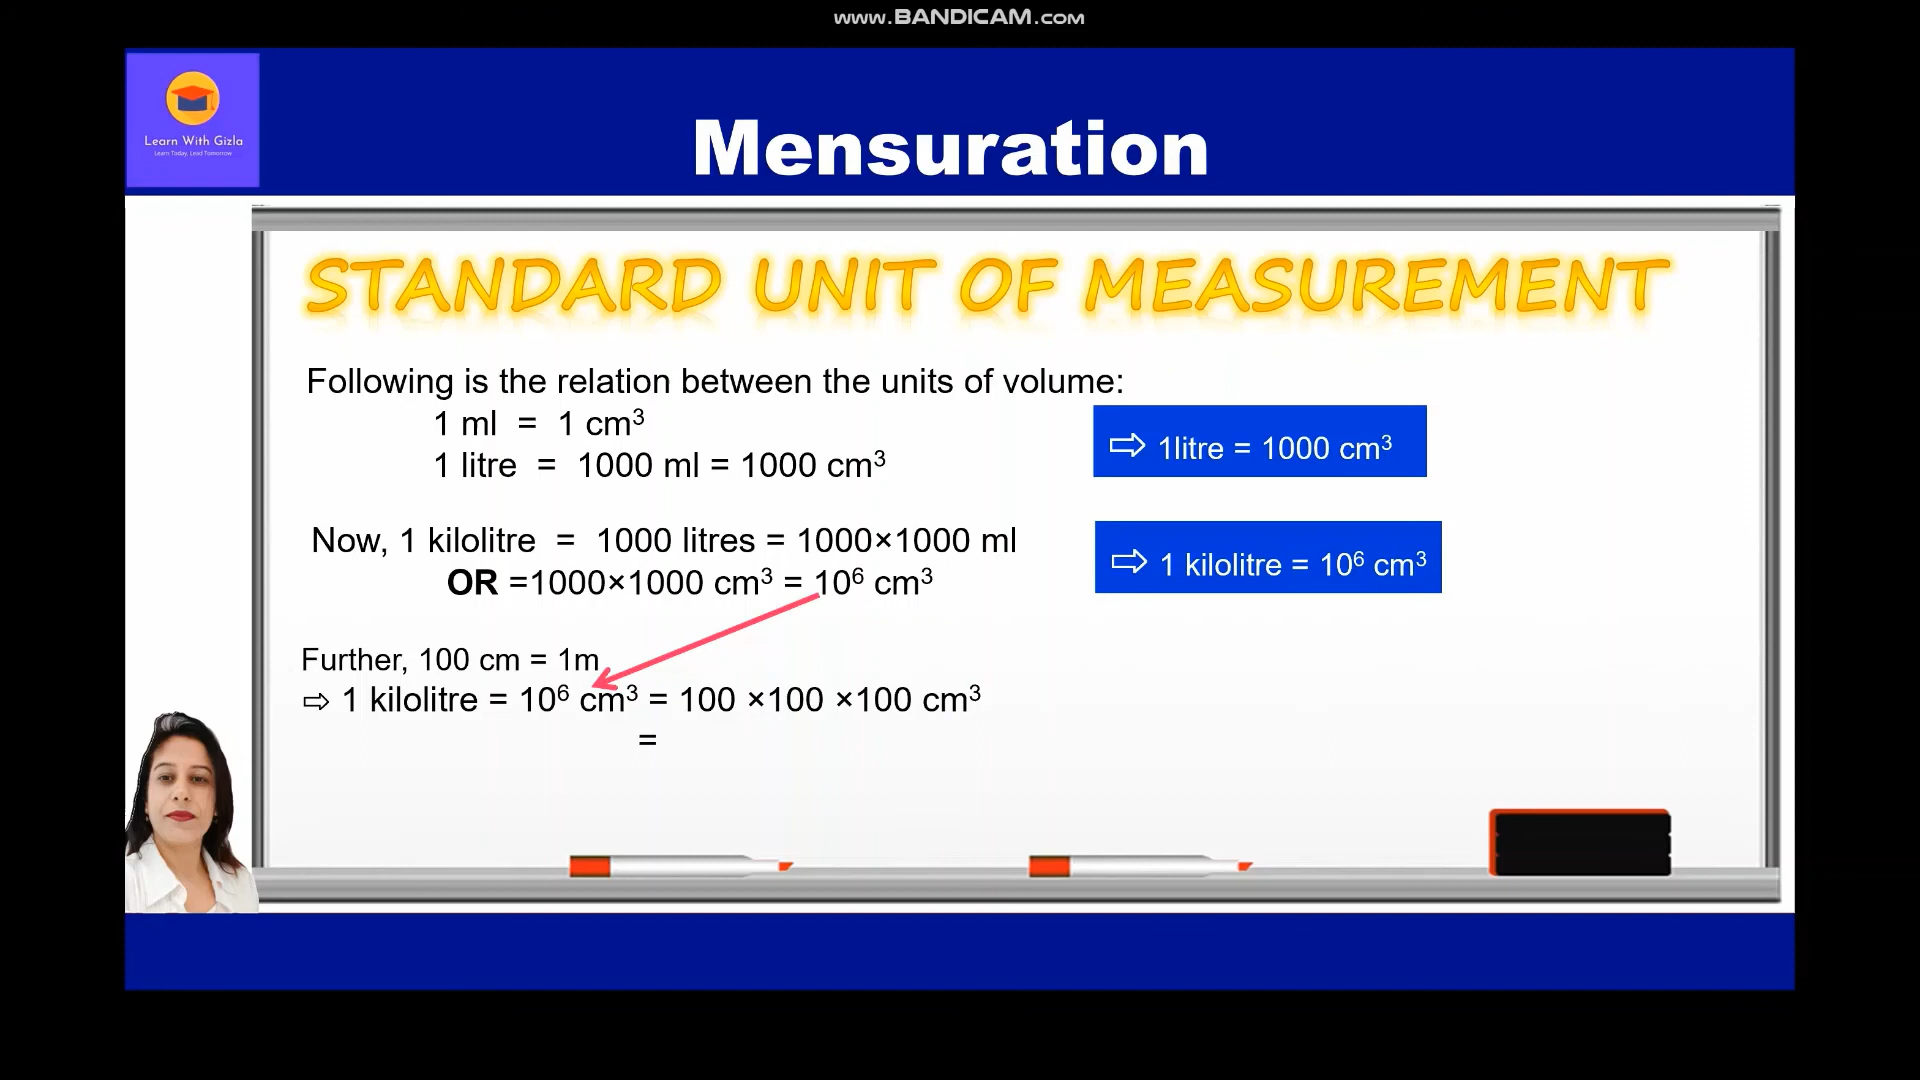 www.BANDICAM.com
Learn With Gizla
Learn Today, Lead Tomorrow
Mensuration
STANDARD UNIT OF MEASUREMENT
Following is the relation between the units of volume:
1 ml = 1 cm³
1 litre = 1000 ml = 1000 cm³
⇨ 1litre = 1000 cm³
Now, 1 kilolitre = 1000 litres = 1000×1000 ml
OR =1000×1000 cm³ = 10⁶ cm³
⇨ 1 kilolitre = 10⁶ cm³
Further, 100 cm = 1m
⇨ 1 kilolitre = 10⁶ cm³ = 100 ×100 ×100 cm³
=